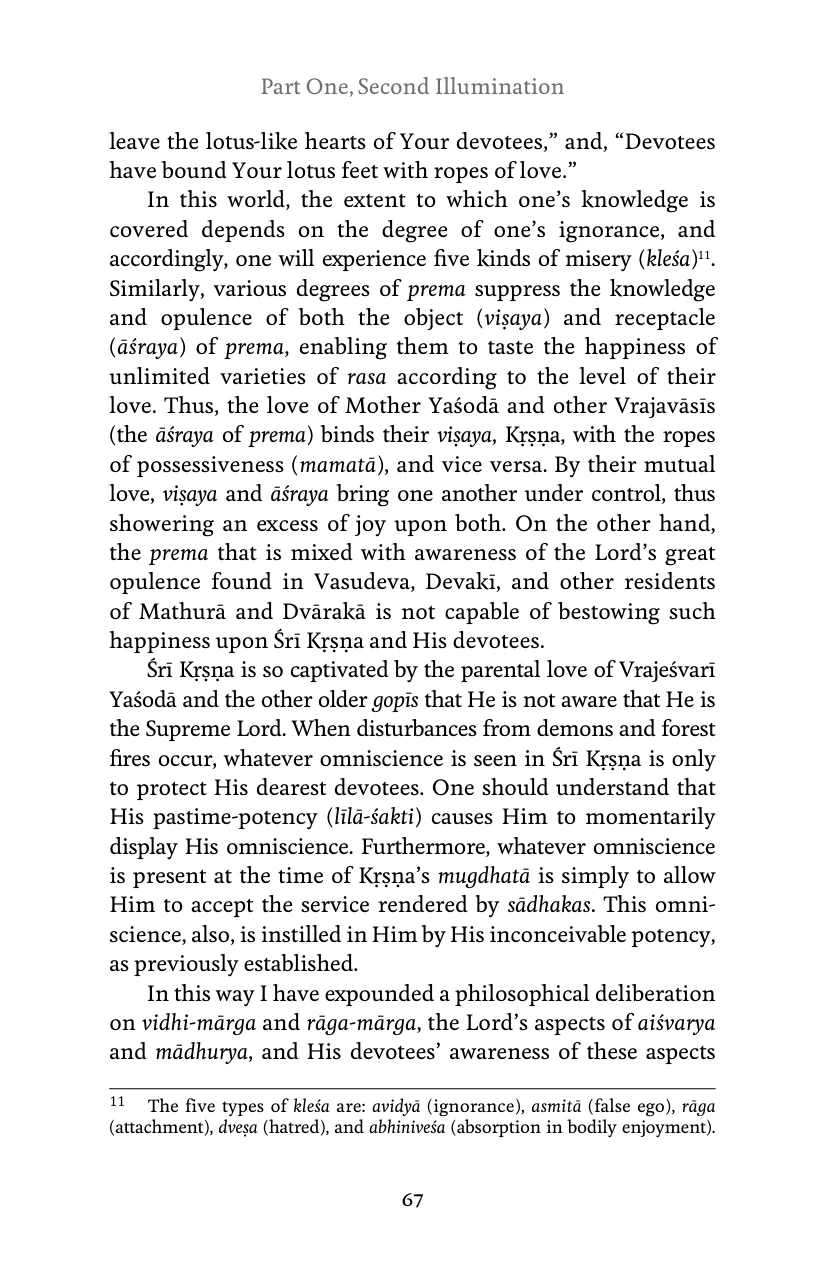 Part One, Second Illumination
leave the lotus-like hearts of Your devotees,” and, “Devotees
have bound Your lotus feet with ropes of love.”
In this world, the extent to which one’s knowledge is
covered depends on the degree of one’s ignorance, and
accordingly, one will experience five kinds of misery (kleśa)¹¹.
Similarly, various degrees of prema suppress the knowledge
and opulence of both the object (viṣaya) and receptacle
(āśraya) of prema, enabling them to taste the happiness of
unlimited varieties of rasa according to the level of their
love. Thus, the love of Mother Yaśodā and other Vrajavāsīs
(the āśraya of prema) binds their viṣaya, Kṛṣṇa, with the ropes
of possessiveness (mamatā), and vice versa. By their mutual
love, viṣaya and āśraya bring one another under control, thus
showering an excess of joy upon both. On the other hand,
the prema that is mixed with awareness of the Lord’s great
opulence found in Vasudeva, Devakī, and other residents
of Mathurā and Dvārakā is not capable of bestowing such
happiness upon Śrī Kṛṣṇa and His devotees.
Śrī Kṛṣṇa is so captivated by the parental love of Vrajeśvarī
Yaśodā and the other older gopīs that He is not aware that He is
the Supreme Lord. When disturbances from demons and forest
fires occur, whatever omniscience is seen in Śrī Kṛṣṇa is only
to protect His dearest devotees. One should understand that
His pastime-potency (līlā-śakti) causes Him to momentarily
display His omniscience. Furthermore, whatever omniscience
is present at the time of Kṛṣṇa’s mugdhatā is simply to allow
Him to accept the service rendered by sādhakas. This omni-
science, also, is instilled in Him by His inconceivable potency,
as previously established.
In this way I have expounded a philosophical deliberation
on vidhi-mārga and rāga-mārga, the Lord’s aspects of aiśvarya
and mādhurya, and His devotees’ awareness of these aspects
11 The five types of kleśa are: avidyā (ignorance), asmitā (false ego), rāga
(attachment), dveṣa (hatred), and abhiniveśa (absorption in bodily enjoyment).
67